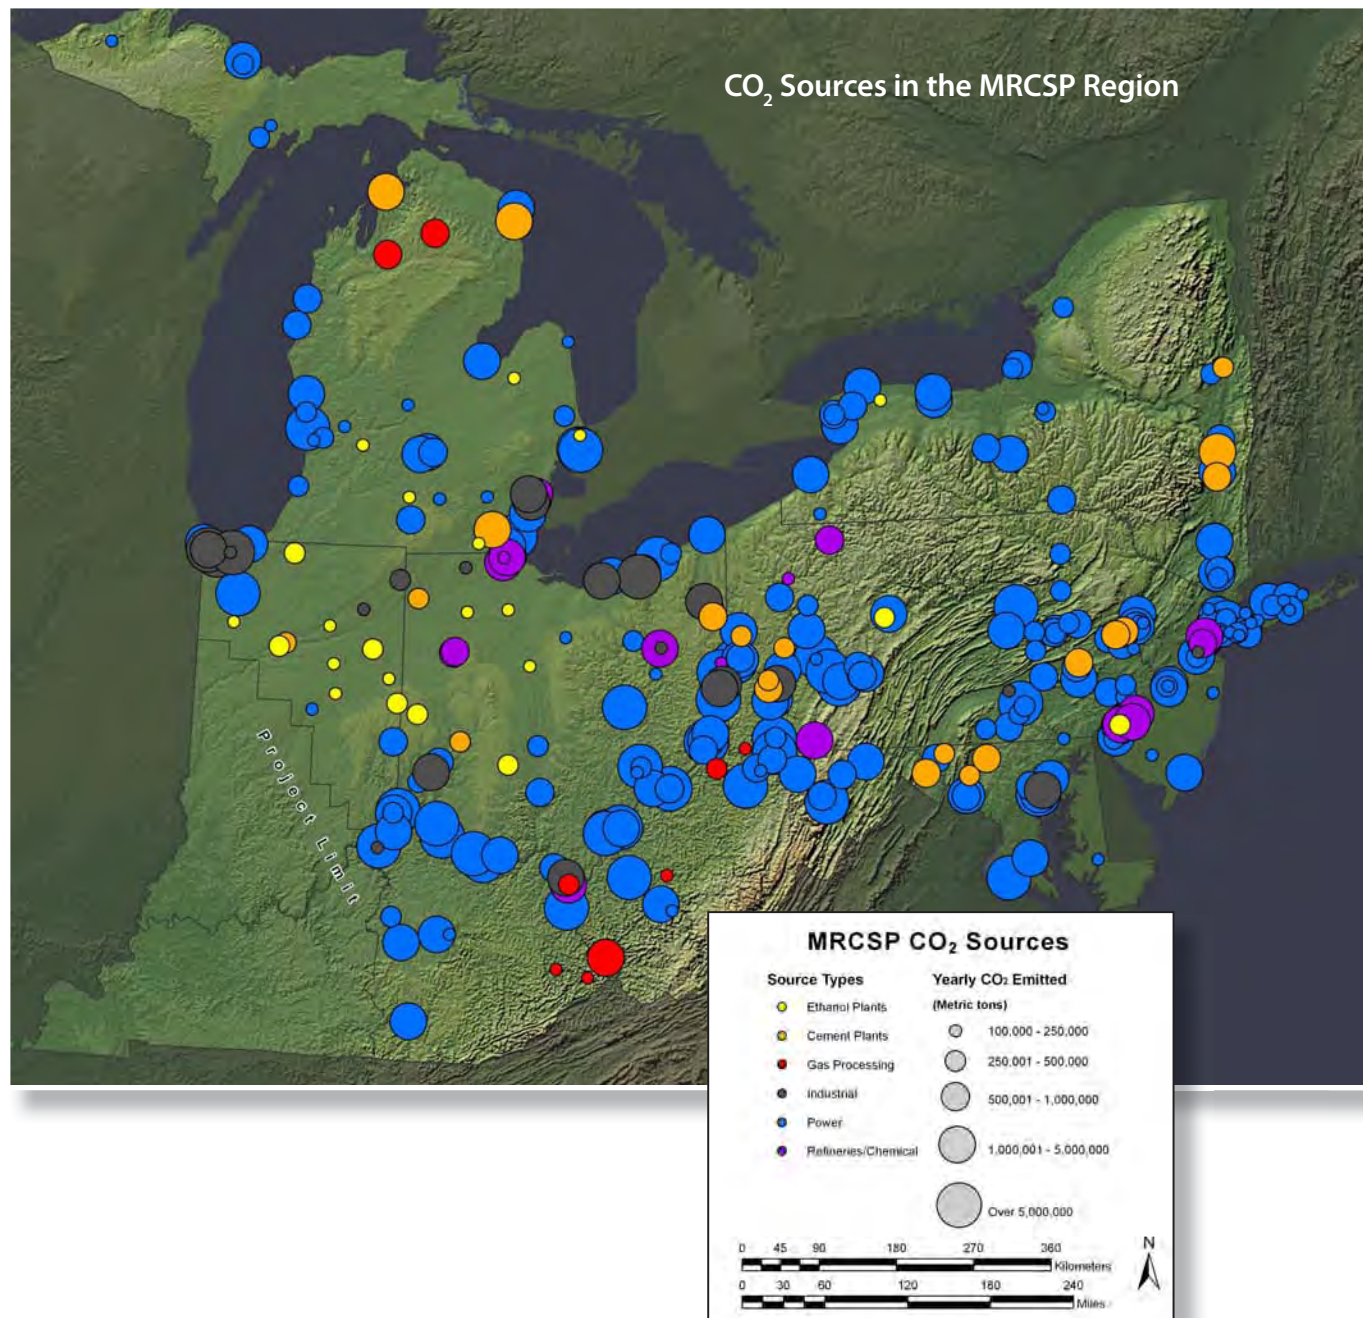 CO2 Sources in the MRCSP Region
Project Limit
MRCSP CO2 Sources
Source Types
Ethanol Plants
Cement Plants
Gas Processing
Industrial
Power
Refineries/Chemical
Yearly CO2 Emitted
(Metric tons)
100,000 - 250,000
250,001 - 500,000
500,001 - 1,000,000
1,000,001 - 5,000,000
Over 5,000,000
0 45 90 180 270 360
Kilometers
0 30 60 120 180 240
Miles
N